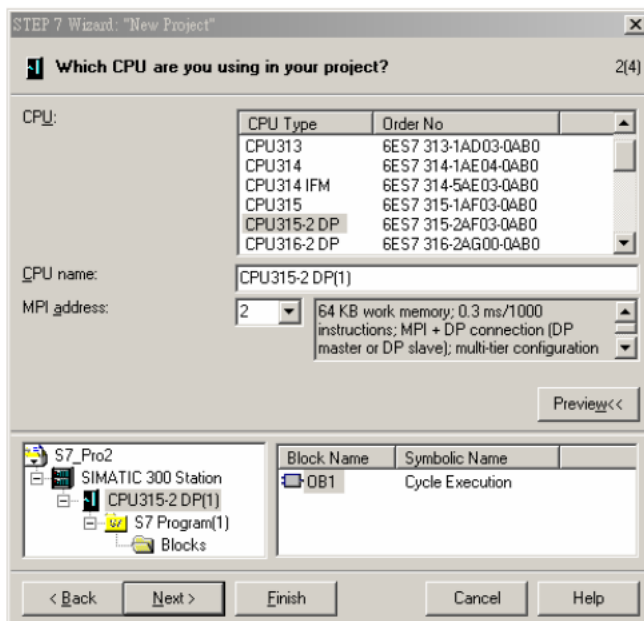 STEP 7 Wizard: "New Project"
Which CPU are you using in your project? 2(4)
CPU:
CPU Type Order No
CPU313 6ES7 313-1AD03-0AB0
CPU314 6ES7 314-1AE04-0AB0
CPU314 IFM 6ES7 314-5AE03-0AB0
CPU315 6ES7 315-1AF03-0AB0
CPU315-2 DP 6ES7 315-2AF03-0AB0
CPU316-2 DP 6ES7 316-2AG00-0AB0
CPU name: CPU315-2 DP(1)
MPI address: 2
64 KB work memory; 0.3 ms/1000
instructions; MPI + DP connection (DP
master or DP slave); multi-tier configuration
Preview<<
S7_Pro2
SIMATIC 300 Station
CPU315-2 DP(1)
S7 Program(1)
Blocks
Block Name Symbolic Name
OB1 Cycle Execution
< Back Next > Finish Cancel Help